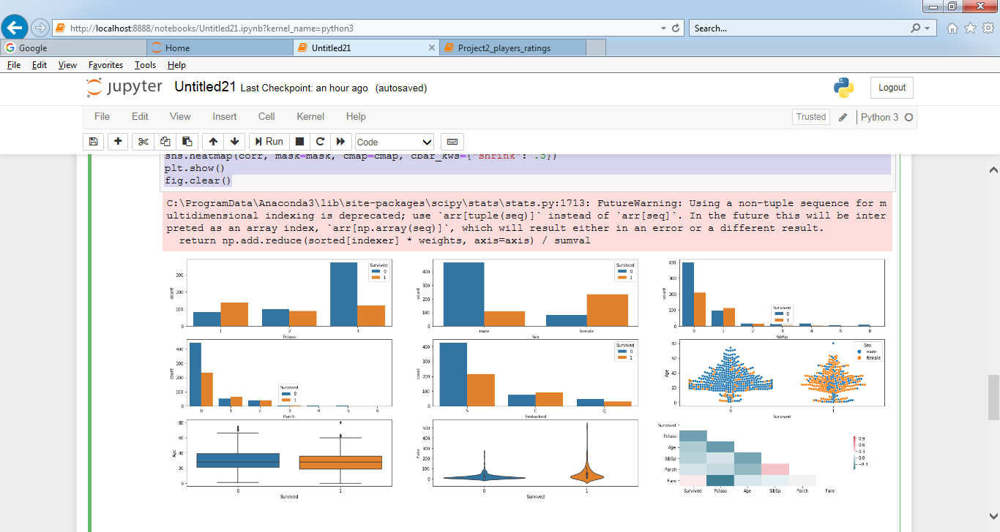 http://localhost:8888/notebooks/Untitled21.ipynb?kernel_name=python3
Search...
Google
Home
Untitled21
Project2_players_ratings
File Edit View Favorites Tools Help
jupyter Untitled21 Last Checkpoint: an hour ago (autosaved)
Logout
File Edit View Insert Cell Kernel Help
Trusted
Python 3
Run
Code
sns.heatmap(corr, mask=mask, cmap=cmap, cbar_kws={"shrink": .5})
plt.show()
fig.clear()
C:\ProgramData\Anaconda3\lib\site-packages\scipy\stats\stats.py:1713: FutureWarning: Using a non-tuple sequence for m
ultidimensional indexing is deprecated; use `arr[tuple(seq)]` instead of `arr[seq]`. In the future this will be inter
preted as an array index, `arr[np.array(seq)]`, which will result either in an error or a different result.
return np.add.reduce(sorted[indexer] * weights, axis=axis) / sumval
count
300
200
100
0
Survived
0
1
1 2 3
Pclass
count
400
300
200
100
0
Survived
0
1
male female
Sex
count
400
300
200
100
0
Survived
0
1
0 1 2 3 4 5 8
SibSp
count
400
300
200
100
0
Survived
0
1
0 1 2 3 4 5 6
Parch
count
400
300
200
100
0
Survived
0
1
S C Q
Embarked
Age
80
60
40
20
0
Sex
male
female
0 1
Survived
Age
80
60
40
20
0
0 1
Survived
Fare
500
400
300
200
100
0
0 1
Survived
Survived
Pclass
Age
SibSp
Parch
Fare
Survived Pclass Age SibSp Parch Fare
0.9
0.6
0.3
0.0
−0.3